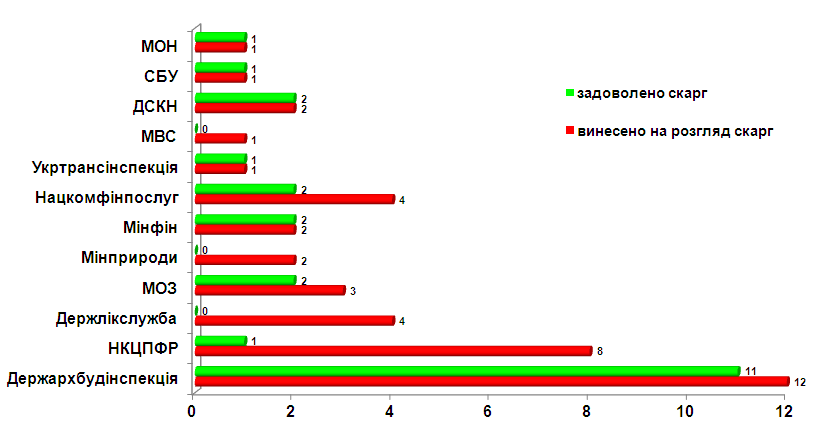 МОН 1 1
СБУ 1 1
ДСКН 2 2
МВС 0 1
Укртрансінспекція 1 1
Нацкомфінпослуг 2 4
Мінфін 2 2
Мінприроди 0 2
МОЗ 2 3
Держлікслужба 0 4
НКЦПФР 1 8
Держархбудінспекція 11 12
0 2 4 6 8 10 12
задоволено скарг
винесено на розгляд скарг